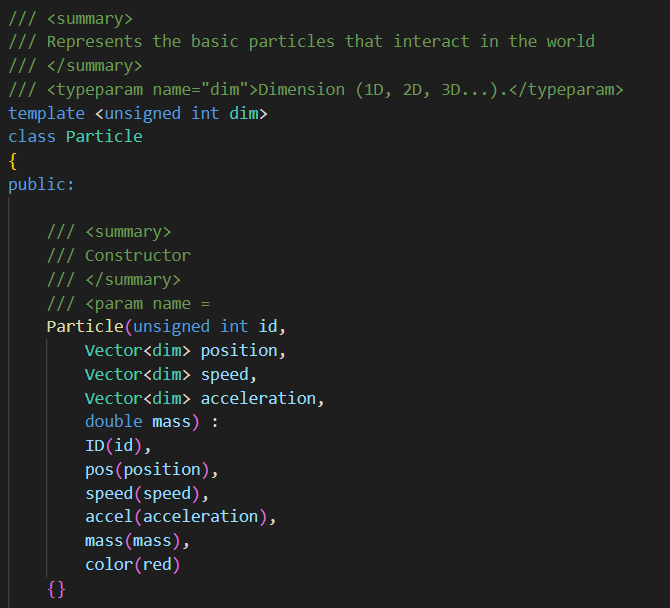 /// <summary>
/// Represents the basic particles that interact in the world
/// </summary>
/// <typeparam name="dim">Dimension (1D, 2D, 3D...).</typeparam>
template <unsigned int dim>
class Particle
{
public:
/// <summary>
/// Constructor
/// </summary>
/// <param name =
Particle(unsigned int id,
Vector<dim> position,
Vector<dim> speed,
Vector<dim> acceleration,
double mass) :
ID(id),
pos(position),
speed(speed),
accel(acceleration),
mass(mass),
color(red)
{}